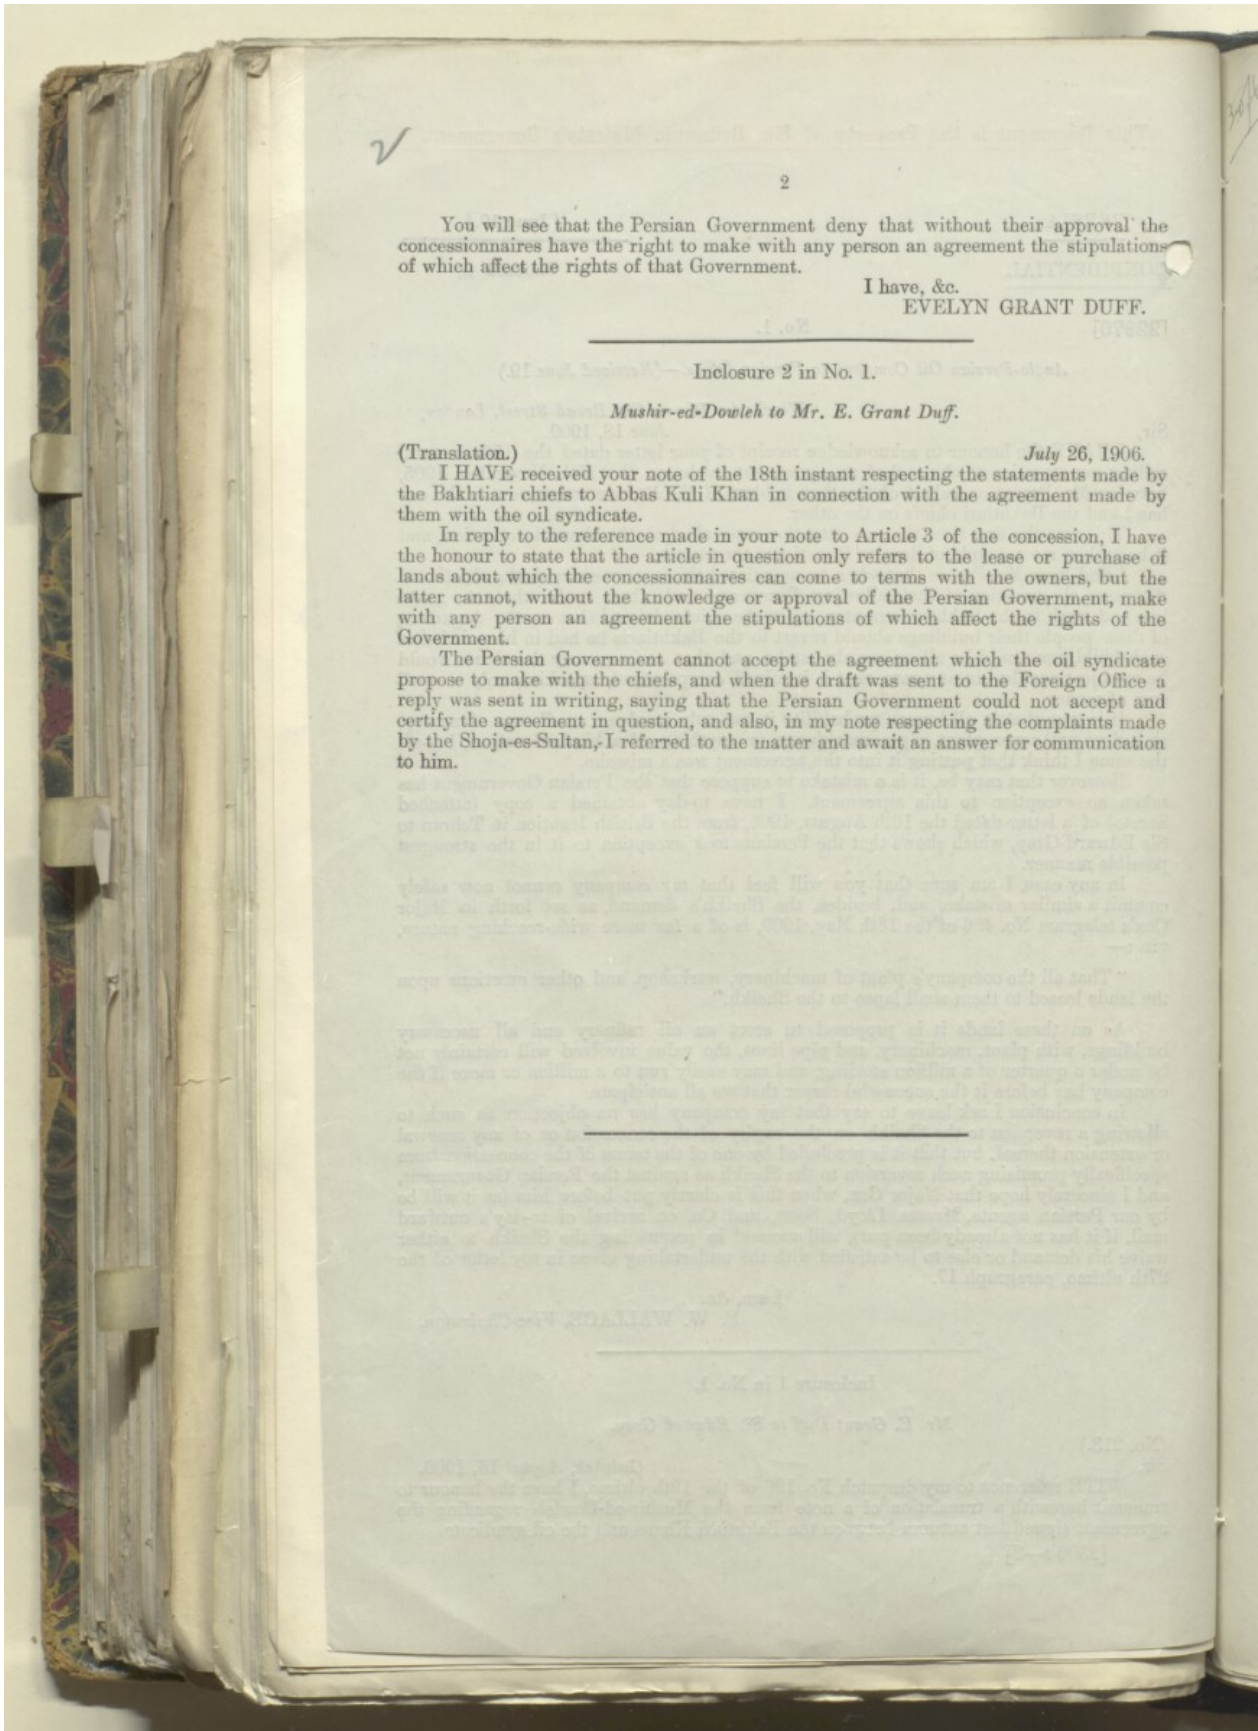 2
You will see that the Persian Government deny that without their approval the
concessionnaires have the right to make with any person an agreement the stipulations
of which affect the rights of that Government.
I have, &c.
EVELYN GRANT DUFF.
Inclosure 2 in No. 1.
Mushir-ed-Dowleh to Mr. E. Grant Duff.
(Translation.) July 26, 1906.
I HAVE received your note of the 18th instant respecting the statements made by
the Bakhtiari chiefs to Abbas Kuli Khan in connection with the agreement made by
them with the oil syndicate.
In reply to the reference made in your note to Article 3 of the concession, I have
the honour to state that the article in question only refers to the lease or purchase of
lands about which the concessionnaires can come to terms with the owners, but the
latter cannot, without the knowledge or approval of the Persian Government, make
with any person an agreement the stipulations of which affect the rights of the
Government.
The Persian Government cannot accept the agreement which the oil syndicate
propose to make with the chiefs, and when the draft was sent to the Foreign Office a
reply was sent in writing, saying that the Persian Government could not accept and
certify the agreement in question, and also, in my note respecting the complaints made
by the Shoja-es-Sultan, I referred to the matter and await an answer for communication
to him.